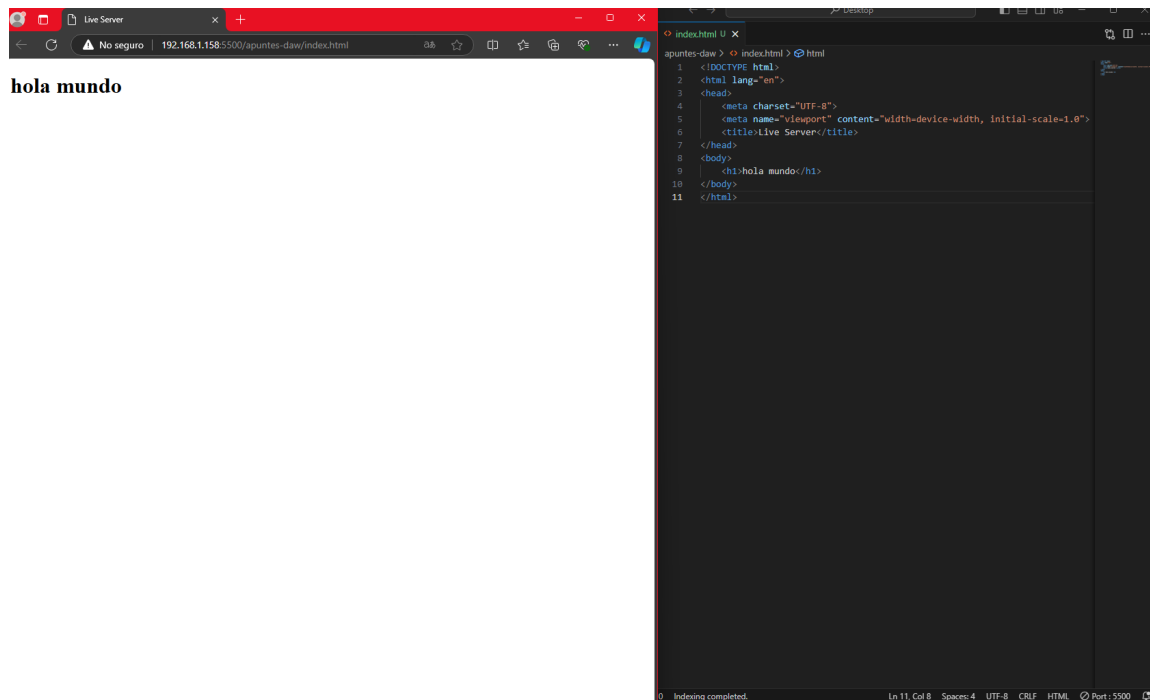 Live Server
No seguro
192.168.1.158:5500/apuntes-daw/index.html
hola mundo
Desktop
index.html U
apuntes-daw > index.html > html
1 <!DOCTYPE html>
2 <html lang="en">
3 <head>
4 <meta charset="UTF-8">
5 <meta name="viewport" content="width=device-width, initial-scale=1.0">
6 <title>Live Server</title>
7 </head>
8 <body>
9 <h1>hola mundo</h1>
10 </body>
11 </html>
0 Indexing completed. Ln 11, Col 8 Spaces: 4 UTF-8 CRLF HTML Port : 5500